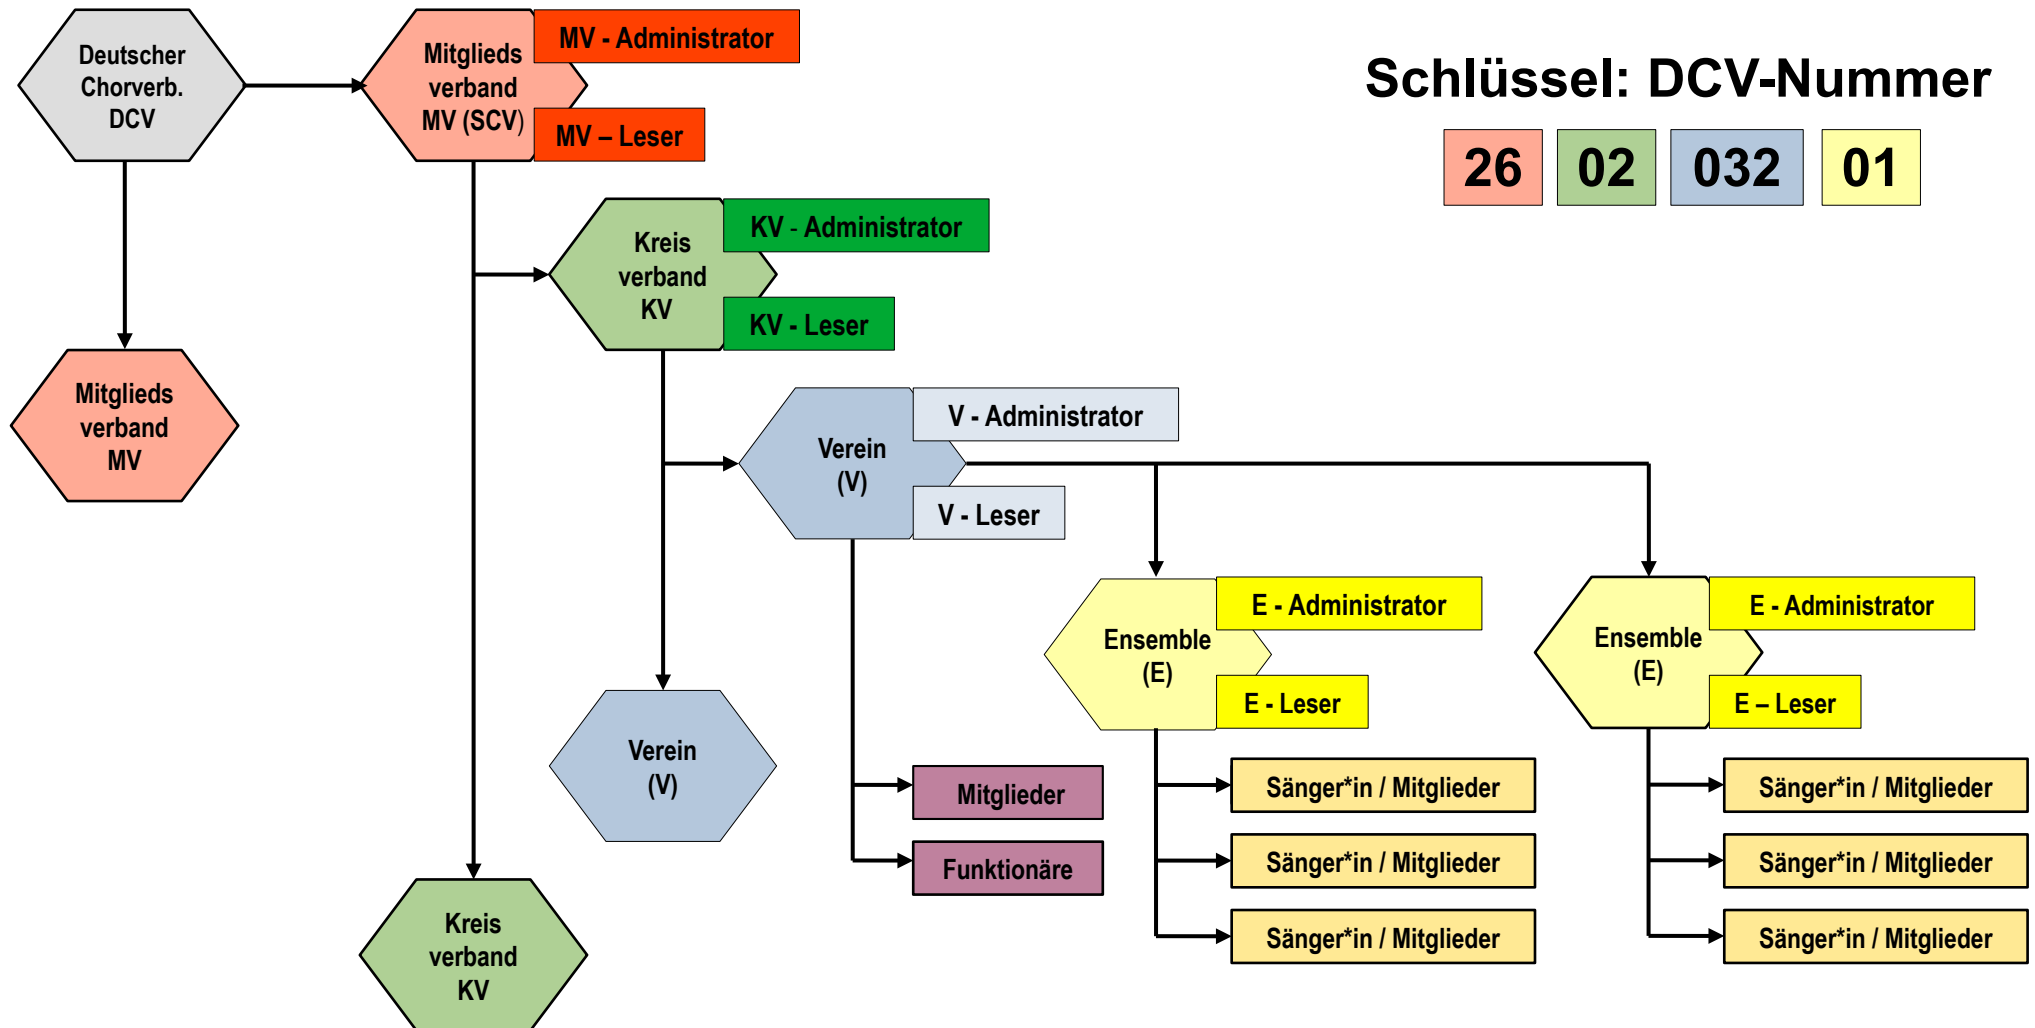 Deutscher
Chorverb.
DCV
Mitglieds
verband
MV (SCV)
MV - Administrator
MV – Leser
Schlüssel: DCV-Nummer
26 02 032 01
Kreis
verband
KV
KV - Administrator
KV - Leser
Mitglieds
verband
MV
Verein
(V)
V - Administrator
V - Leser
Ensemble
(E)
E - Administrator
E - Leser
Ensemble
(E)
E - Administrator
E – Leser
Verein
(V)
Mitglieder
Funktionäre
Sänger*in / Mitglieder
Sänger*in / Mitglieder
Sänger*in / Mitglieder
Sänger*in / Mitglieder
Sänger*in / Mitglieder
Sänger*in / Mitglieder
Kreis
verband
KV